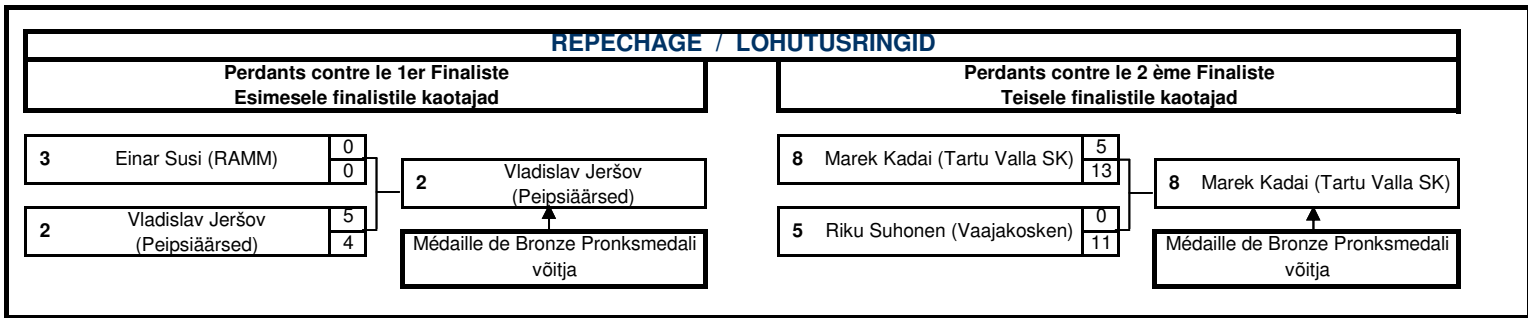 REPECHAGE / LOHUTUSRINGID
Perdants contre le 1er Finaliste
Esimesele finalistile kaotajad
3 Einar Susi (RAMM) 0
0
2 Vladislav Jeršov
(Peipsiäärsed) 5
4
2 Vladislav Jeršov
(Peipsiäärsed)
Médaille de Bronze Pronksmedali
võitja
Perdants contre le 2 ème Finaliste
Teisele finalistile kaotajad
8 Marek Kadai (Tartu Valla SK) 5
13
5 Riku Suhonen (Vaajakosken) 0
11
8 Marek Kadai (Tartu Valla SK)
Médaille de Bronze Pronksmedali
võitja